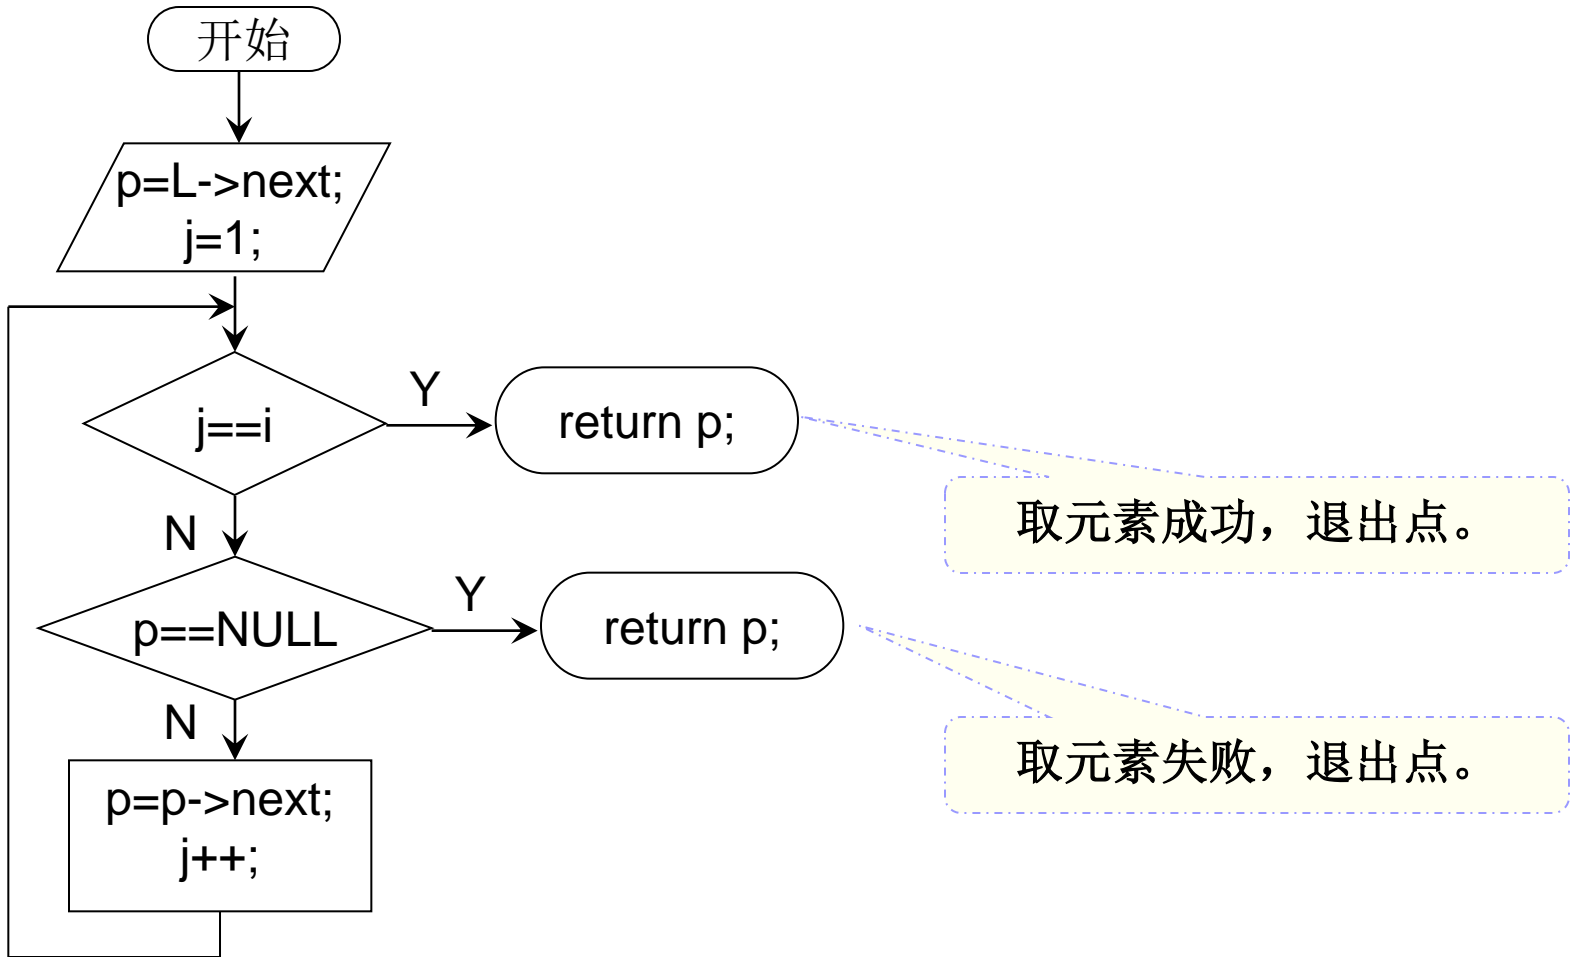 开始
p=L->next;
j=1;
j==i
Y
return p;
取元素成功，退出点。
N
p==NULL
Y
return p;
取元素失败，退出点。
N
p=p->next;
j++;